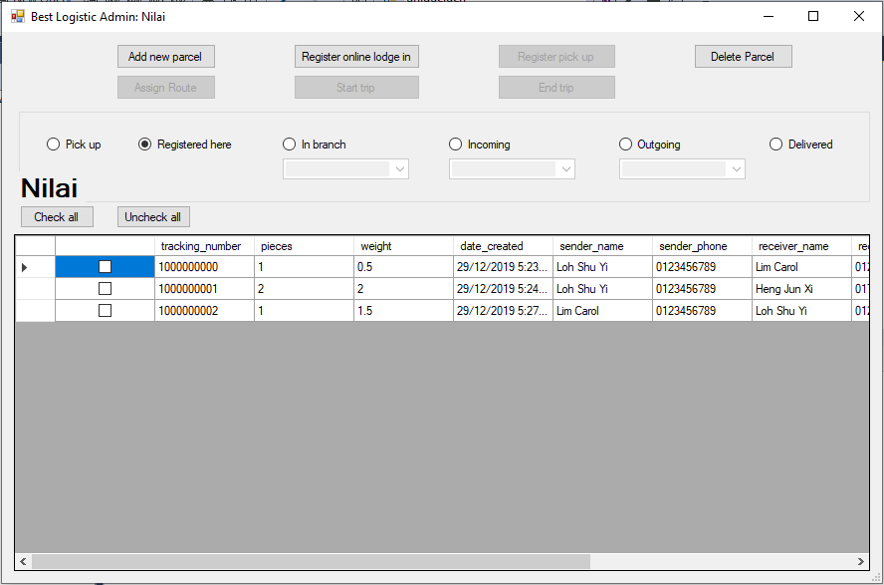 Best Logistic Admin: Nilai
Add new parcel Register online lodge in Register pick up Delete Parcel
Assign Route Start trip End trip
Pick up Registered here In branch Incoming Outgoing Delivered
Nilai
Check all Uncheck all
tracking_number pieces weight date_created sender_name sender_phone receiver_name
1000000000 1 0.5 29/12/2019 5:23... Loh Shu Yi 0123456789 Lim Carol
1000000001 2 2 29/12/2019 5:24... Loh Shu Yi 0123456789 Heng Jun Xi
1000000002 1 1.5 29/12/2019 5:27... Lim Carol 0123456789 Loh Shu Yi